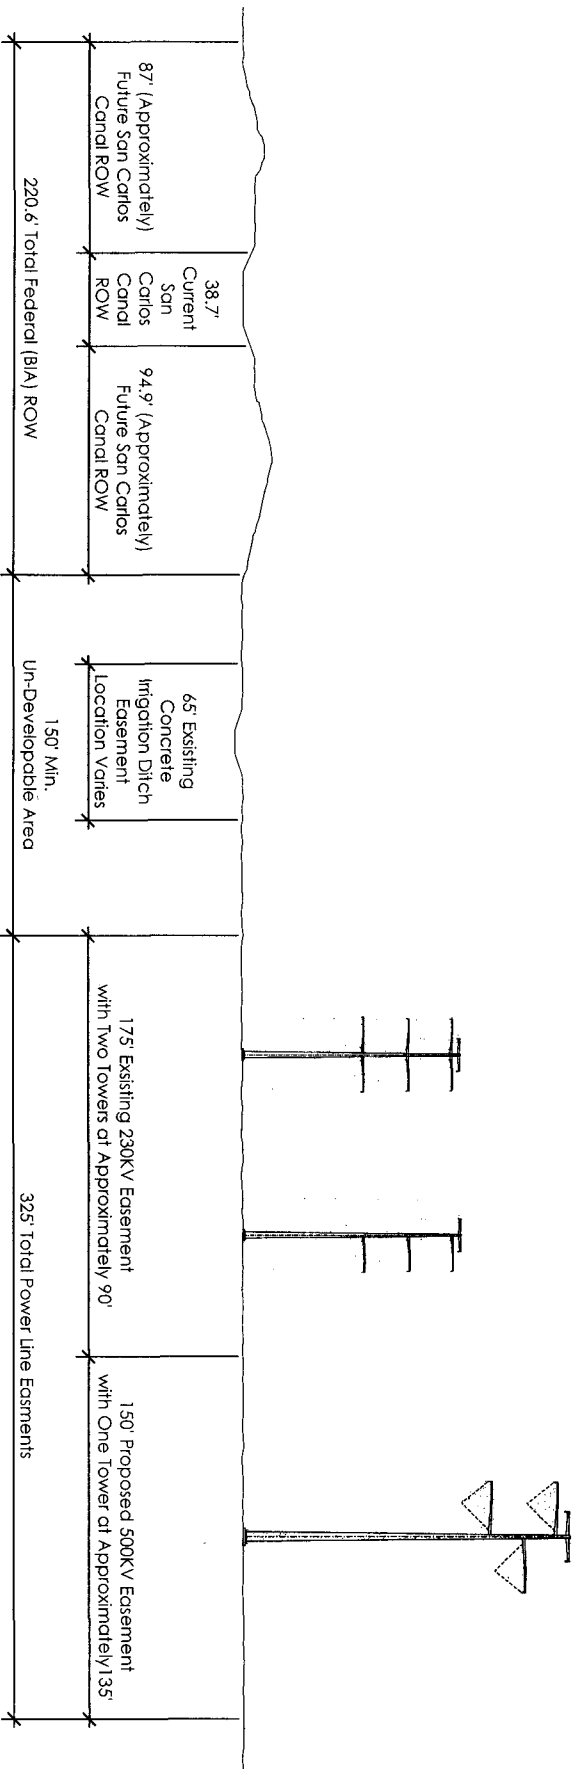 87' (Approximately)
Future San Carlos
Canal ROW
38.7'
Current
San
Carlos
Canal
ROW
94.9' (Approximately)
Future San Carlos
Canal ROW
220.6' Total Federal (BIA) ROW
65' Exsisting
Concrete
Irrigation Ditch
Easement
Location Varies
150' Min.
Un-Developable Area
175' Exsisting 230KV Easement
with Two Towers at Approximately 90'
150' Proposed 500KV Easement
with One Tower at Approximately135'
325' Total Power Line Easments